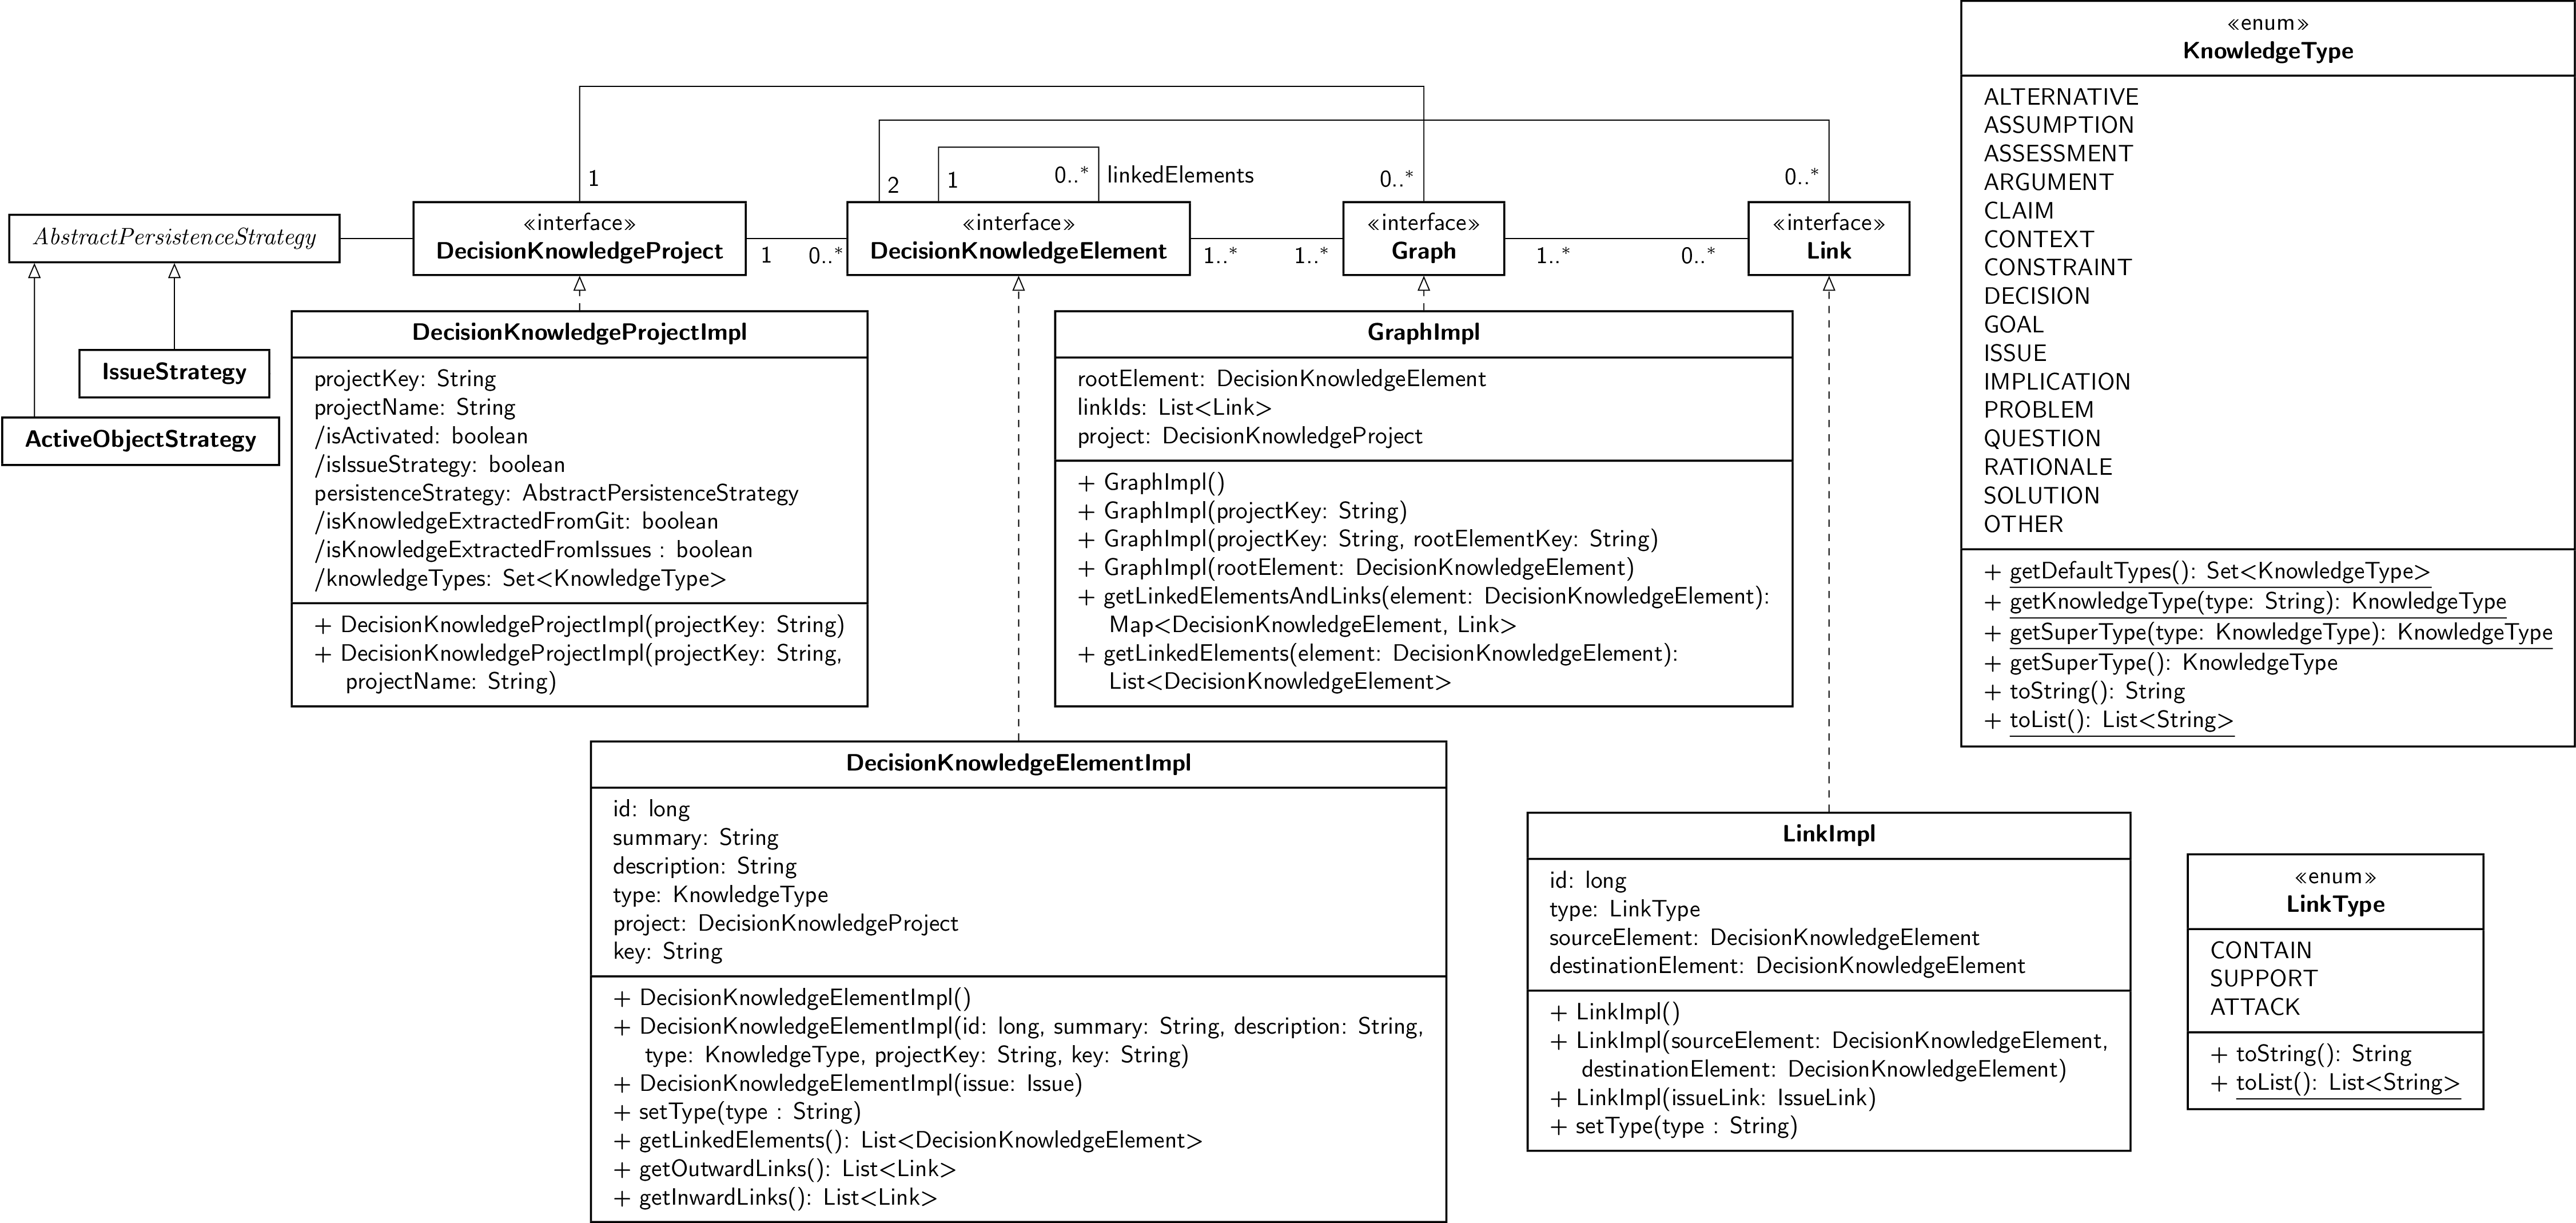 «enum»
KnowledgeType
ALTERNATIVE
ASSUMPTION
ASSESSMENT
ARGUMENT
CLAIM
CONTEXT
CONSTRAINT
DECISION
GOAL
ISSUE
IMPLICATION
PROBLEM
QUESTION
RATIONALE
SOLUTION
OTHER
+ getDefaultTypes(): Set<KnowledgeType>
+ getKnowledgeType(type: String): KnowledgeType
+ getSuperType(type: KnowledgeType): KnowledgeType
+ getSuperType(): KnowledgeType
+ toString(): String
+ toList(): List<String>
1
2
1
0..*
linkedElements
0..*
0..*
AbstractPersistenceStrategy
«interface»
DecisionKnowledgeProject
1
0..*
«interface»
DecisionKnowledgeElement
1..*
1..*
«interface»
Graph
1..*
0..*
«interface»
Link
IssueStrategy
ActiveObjectStrategy
DecisionKnowledgeProjectImpl
projectKey: String
projectName: String
/isActivated: boolean
/isIssueStrategy: boolean
persistenceStrategy: AbstractPersistenceStrategy
/isKnowledgeExtractedFromGit: boolean
/isKnowledgeExtractedFromIssues : boolean
/knowledgeTypes: Set<KnowledgeType>
+ DecisionKnowledgeProjectImpl(projectKey: String)
+ DecisionKnowledgeProjectImpl(projectKey: String,
projectName: String)
GraphImpl
rootElement: DecisionKnowledgeElement
linkIds: List<Link>
project: DecisionKnowledgeProject
+ GraphImpl()
+ GraphImpl(projectKey: String)
+ GraphImpl(projectKey: String, rootElementKey: String)
+ GraphImpl(rootElement: DecisionKnowledgeElement)
+ getLinkedElementsAndLinks(element: DecisionKnowledgeElement):
Map<DecisionKnowledgeElement, Link>
+ getLinkedElements(element: DecisionKnowledgeElement):
List<DecisionKnowledgeElement>
DecisionKnowledgeElementImpl
id: long
summary: String
description: String
type: KnowledgeType
project: DecisionKnowledgeProject
key: String
+ DecisionKnowledgeElementImpl()
+ DecisionKnowledgeElementImpl(id: long, summary: String, description: String,
type: KnowledgeType, projectKey: String, key: String)
+ DecisionKnowledgeElementImpl(issue: Issue)
+ setType(type : String)
+ getLinkedElements(): List<DecisionKnowledgeElement>
+ getOutwardLinks(): List<Link>
+ getInwardLinks(): List<Link>
LinkImpl
id: long
type: LinkType
sourceElement: DecisionKnowledgeElement
destinationElement: DecisionKnowledgeElement
+ LinkImpl()
+ LinkImpl(sourceElement: DecisionKnowledgeElement,
destinationElement: DecisionKnowledgeElement)
+ LinkImpl(issueLink: IssueLink)
+ setType(type : String)
«enum»
LinkType
CONTAIN
SUPPORT
ATTACK
+ toString(): String
+ toList(): List<String>